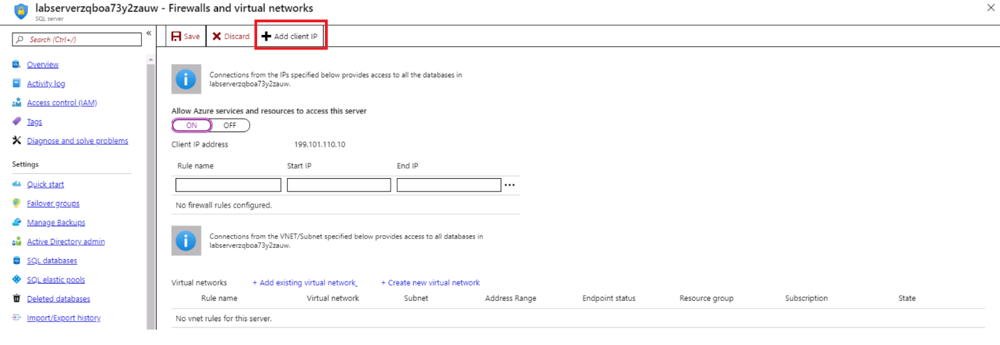 labserverzqboa73y2zauw - Firewalls and virtual networks
SQL server
Search (Ctrl+/)
Overview
Activity log
Access control (IAM)
Tags
Diagnose and solve problems
Settings
Quick start
Failover groups
Manage Backups
Active Directory admin
SQL databases
SQL elastic pools
Deleted databases
Import/Export history
Save Discard Add client IP
Connections from the IPs specified below provides access to all the databases in
labserverzqboa73y2zauw.
Allow Azure services and resources to access this server
ON OFF
Client IP address 199.101.110.10
Rule name Start IP End IP
No firewall rules configured.
Connections from the VNET/Subnet specified below provides access to all databases in
labserverzqboa73y2zauw.
Virtual networks + Add existing virtual network + Create new virtual network
Rule name Virtual network Subnet Address Range Endpoint status Resource group Subscription State
No vnet rules for this server.